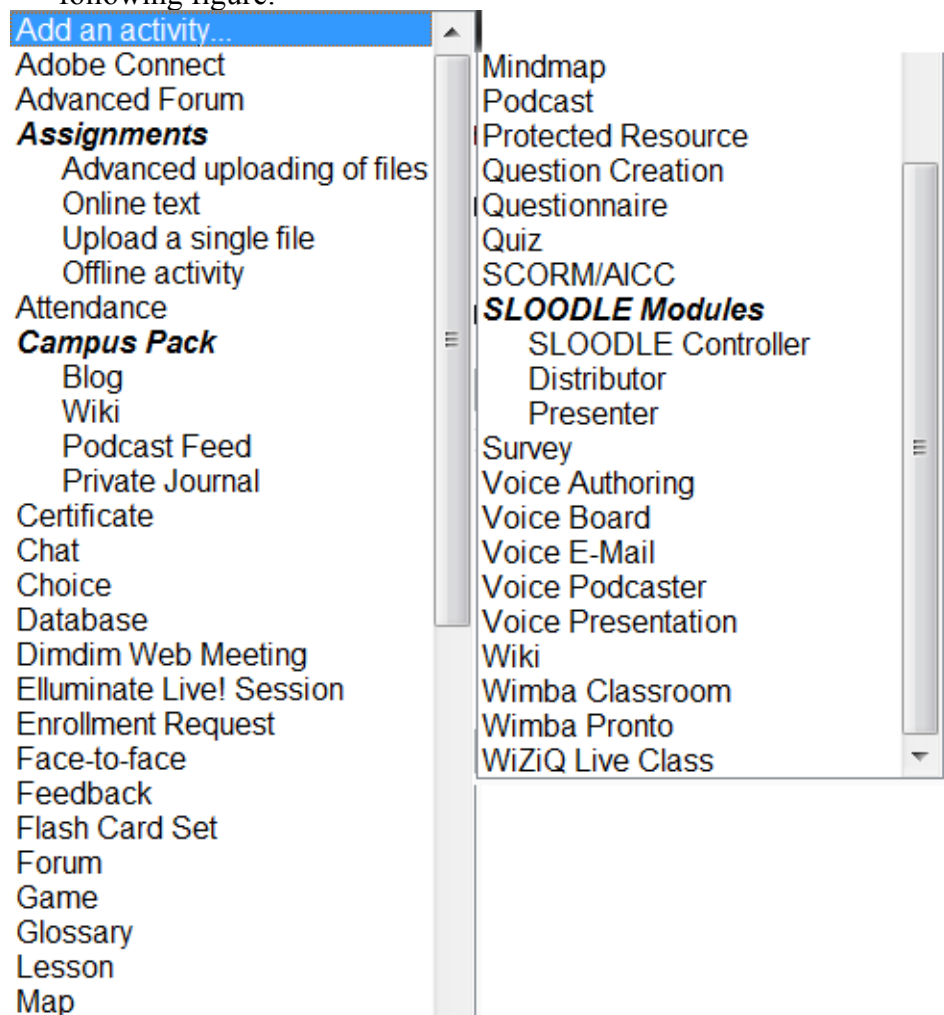 following figure.
Add an activity...
Adobe Connect
Advanced Forum
Assignments
Advanced uploading of files
Online text
Upload a single file
Offline activity
Attendance
Campus Pack
Blog
Wiki
Podcast Feed
Private Journal
Certificate
Chat
Choice
Database
Dimdim Web Meeting
Elluminate Live! Session
Enrollment Request
Face-to-face
Feedback
Flash Card Set
Forum
Game
Glossary
Lesson
Map
Mindmap
Podcast
Protected Resource
Question Creation
Questionnaire
Quiz
SCORM/AICC
SLOODLE Modules
SLOODLE Controller
Distributor
Presenter
Survey
Voice Authoring
Voice Board
Voice E-Mail
Voice Podcaster
Voice Presentation
Wiki
Wimba Classroom
Wimba Pronto
WiZiQ Live Class